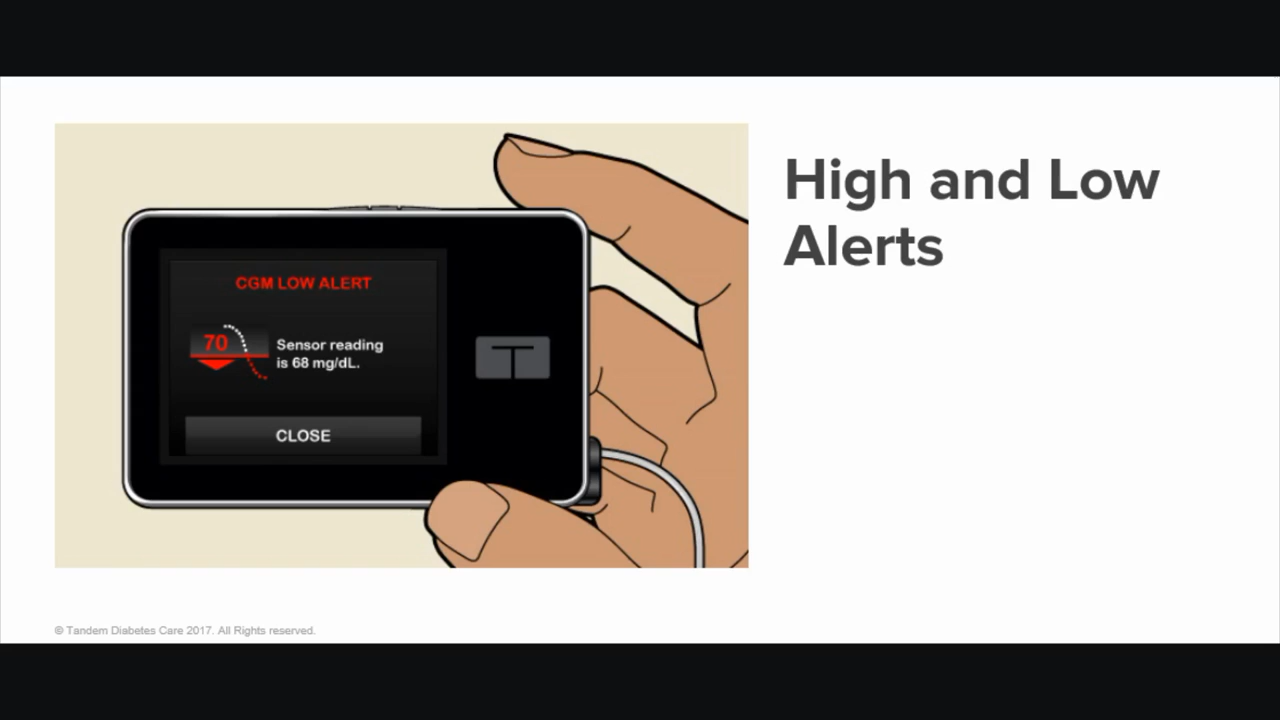 High and Low
Alerts
CGM LOW ALERT
70
Sensor reading
is 68 mg/dL.
CLOSE
© Tandem Diabetes Care 2017. All Rights reserved.